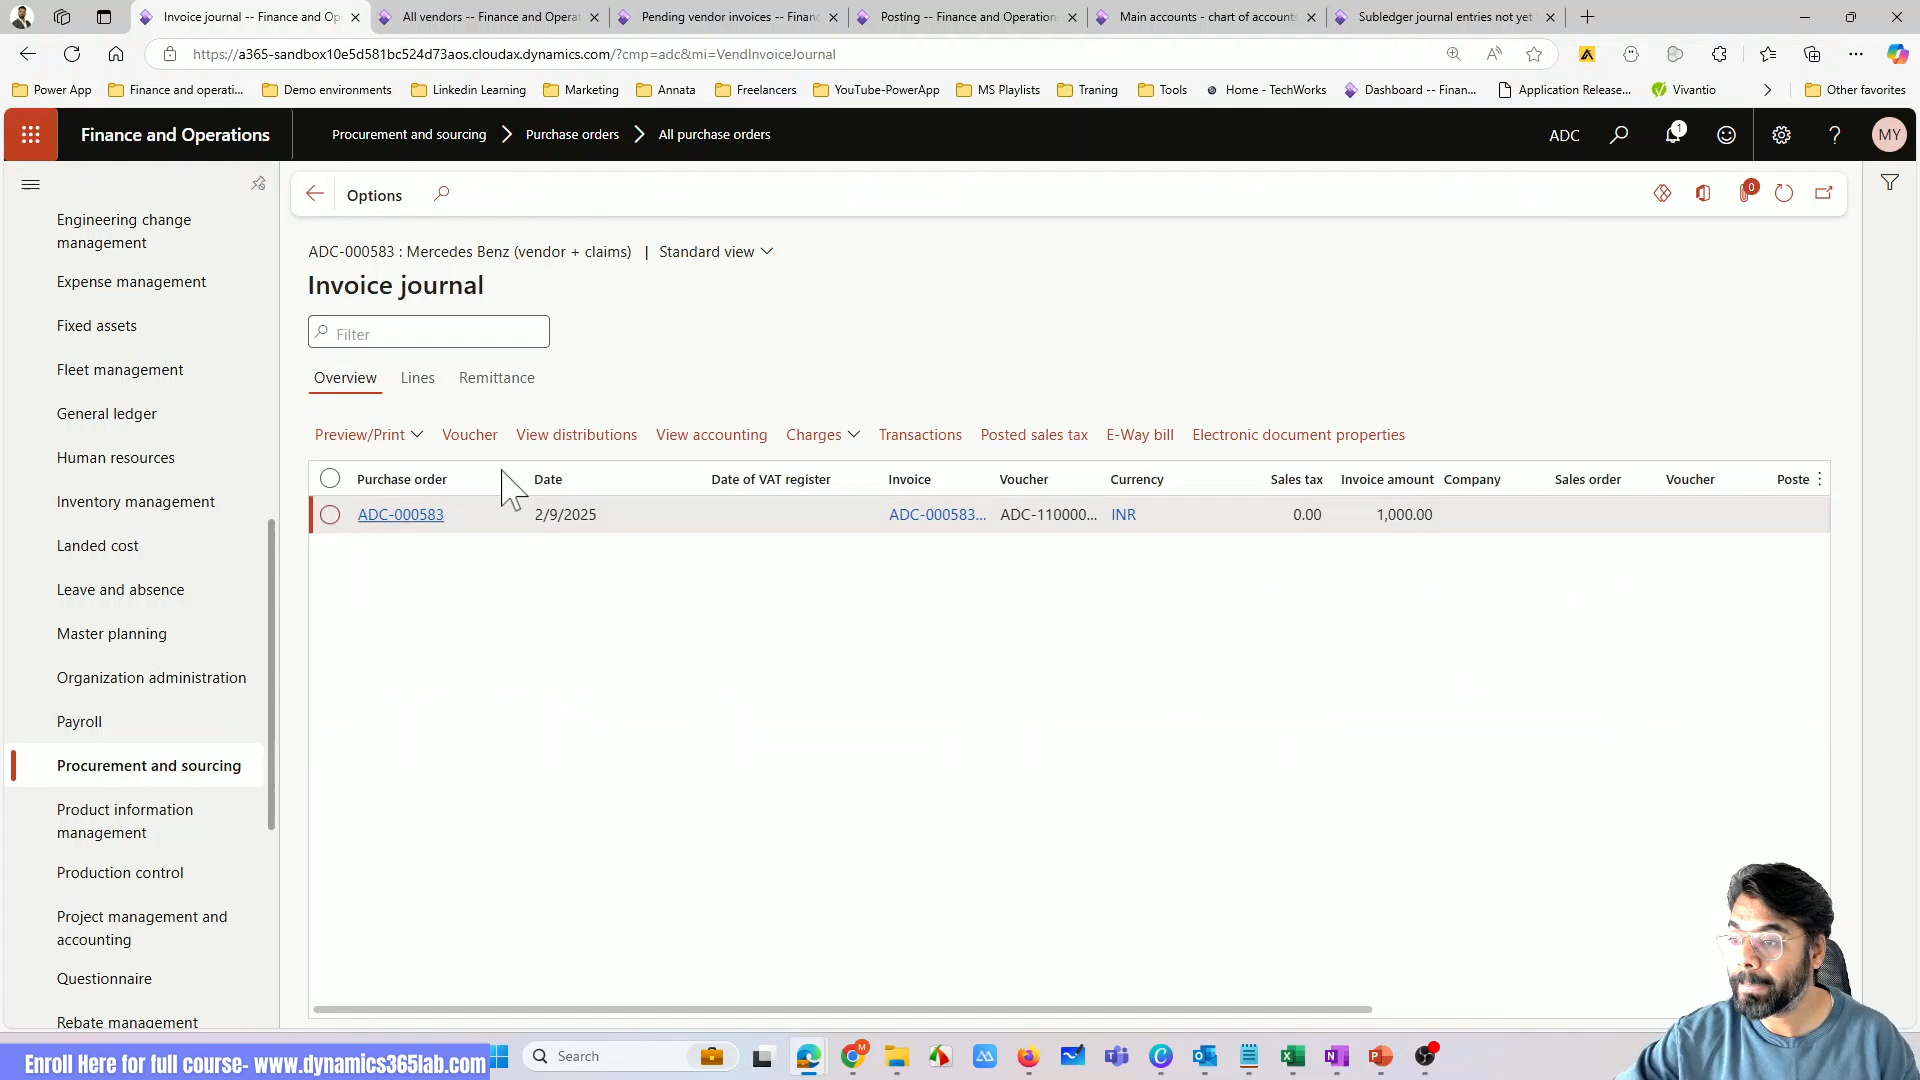 Invoice journal -- Finance and Op
All vendors -- Finance and Operat
Pending vendor invoices -- Finan
Posting -- Finance and Operation
Main accounts - chart of accounts
Subledger journal entries not yet
https://a365-sandbox10e5d581bc524d73aos.cloudax.dynamics.com/?cmp=adc&mi=VendInvoiceJournal
Power App
Finance and operati...
Demo environments
Linkedin Learning
Marketing
Annata
Freelancers
YouTube-PowerApp
MS Playlists
Traning
Tools
Home - TechWorks
Dashboard -- Finan...
Application Release...
Vivantio
Other favorites
Finance and Operations
Procurement and sourcing
Purchase orders
All purchase orders
ADC
1
MY
Options
0
Engineering change
management
Expense management
Fixed assets
Fleet management
General ledger
Human resources
Inventory management
Landed cost
Leave and absence
Master planning
Organization administration
Payroll
Procurement and sourcing
Product information
management
Production control
Project management and
accounting
Questionnaire
Rebate management
ADC-000583 : Mercedes Benz (vendor + claims) | Standard view
Invoice journal
Filter
Overview Lines Remittance
Preview/Print Voucher View distributions View accounting Charges Transactions Posted sales tax E-Way bill Electronic document properties
Purchase order Date Date of VAT register Invoice Voucher Currency Sales tax Invoice amount Company Sales order Voucher Poste
ADC-000583 2/9/2025 ADC-000583... ADC-110000... INR 0.00 1,000.00
Enroll Here for full course- www.dynamics365lab.com
Search
M